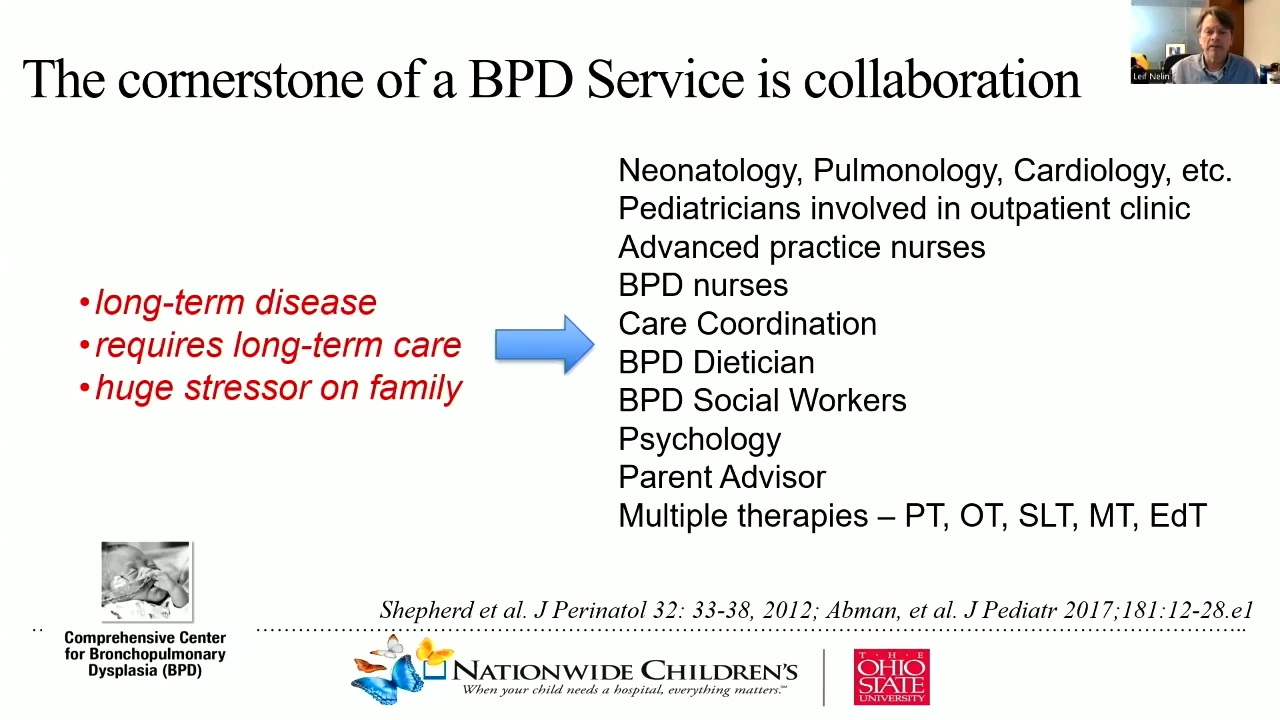 The cornerstone of a BPD Service is collaboration
Leif Nelin
•long-term disease
•requires long-term care
•huge stressor on family
Neonatology, Pulmonology, Cardiology, etc.
Pediatricians involved in outpatient clinic
Advanced practice nurses
BPD nurses
Care Coordination
BPD Dietician
BPD Social Workers
Psychology
Parent Advisor
Multiple therapies – PT, OT, SLT, MT, EdT
Shepherd et al. J Perinatol 32: 33-38, 2012; Abman, et al. J Pediatr 2017;181:12-28.e1
Comprehensive Center
for Bronchopulmonary
Dysplasia (BPD)
NATIONWIDE CHILDREN'S
When your child needs a hospital, everything matters.℠
T·H·E
OHIO
STATE
UNIVERSITY